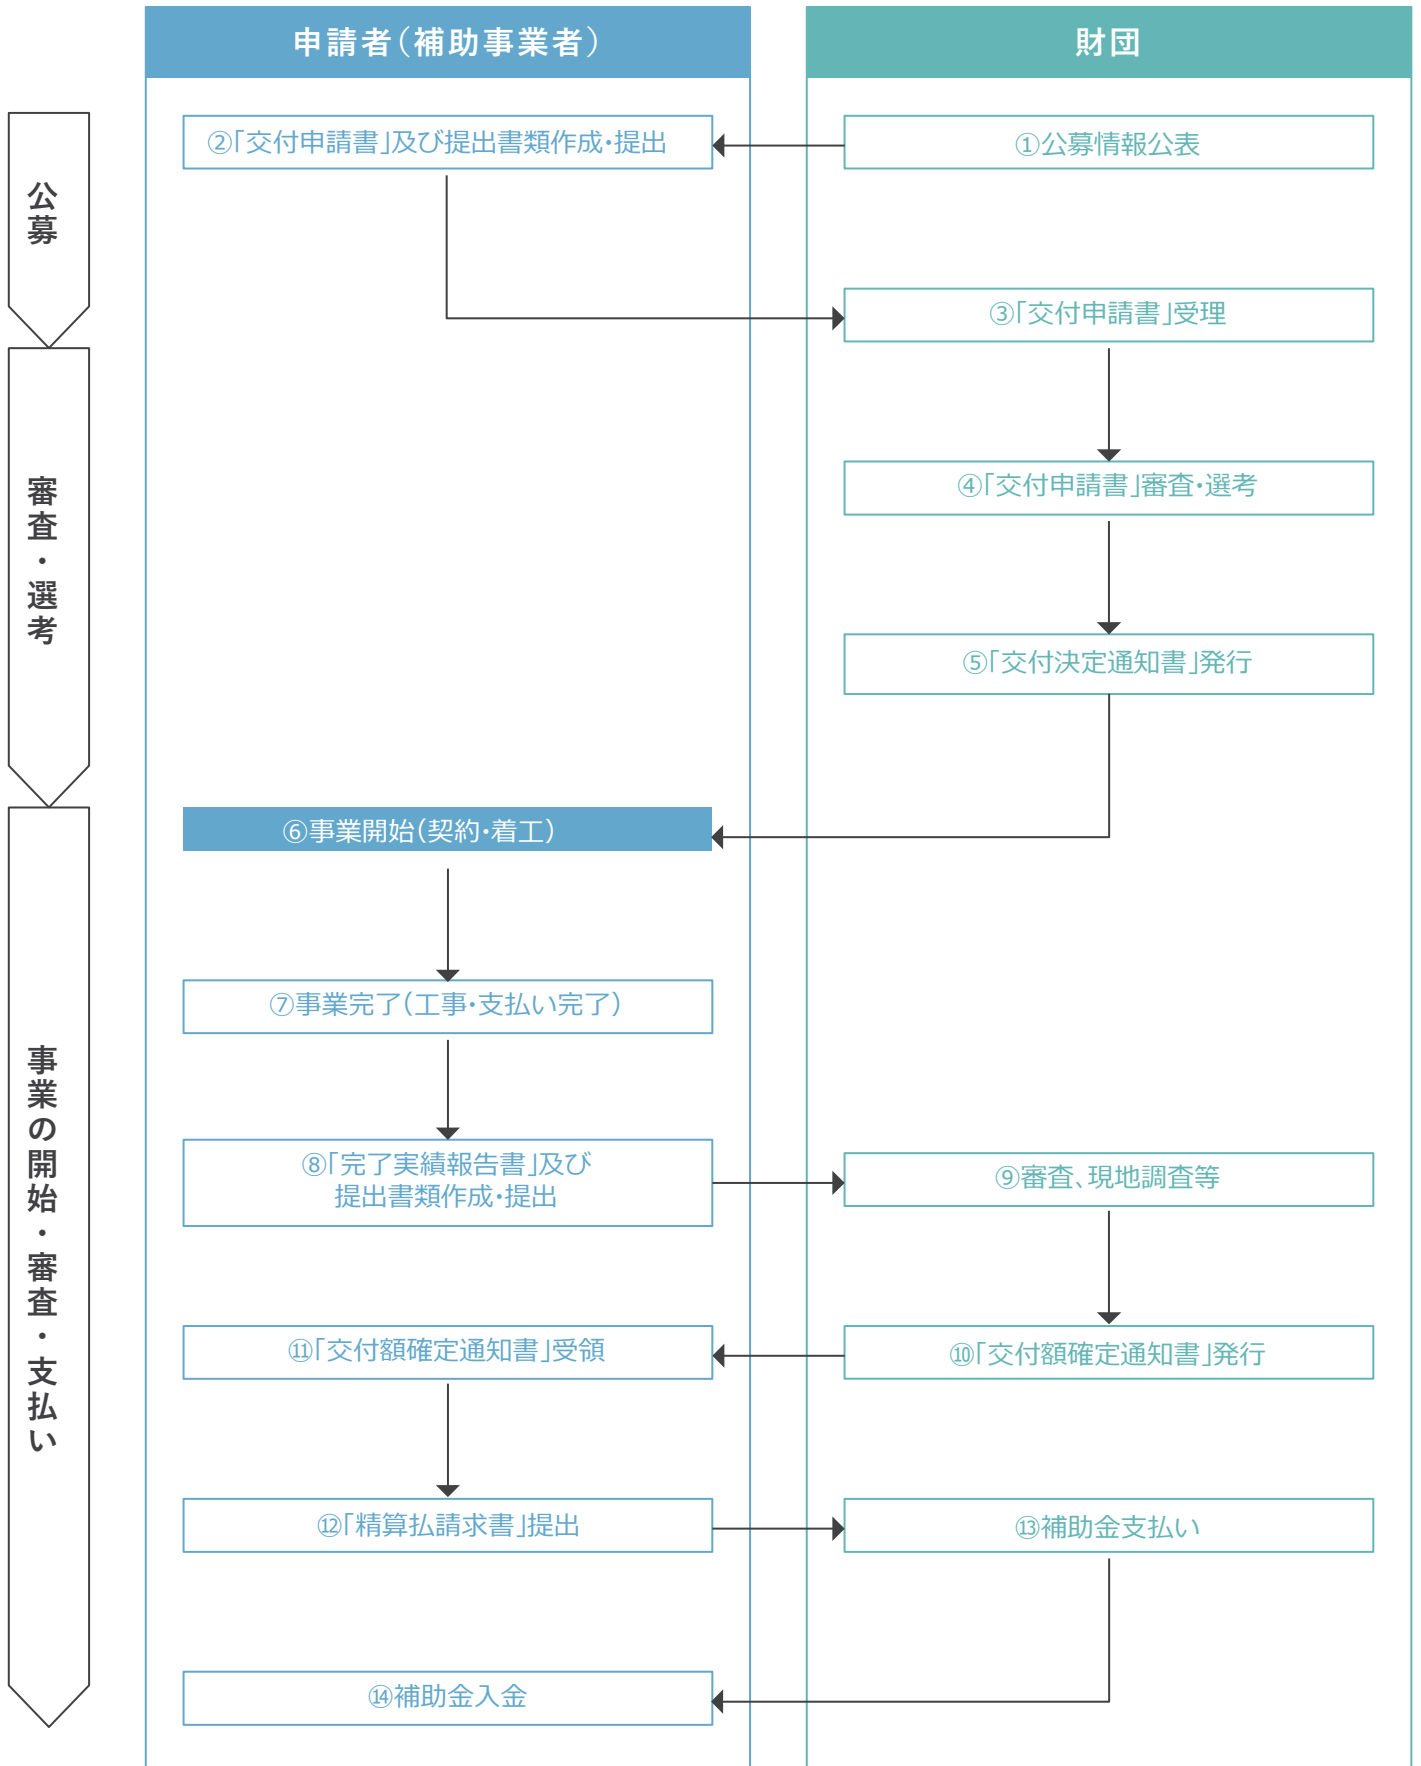 申請者(補助事業者)
財団
公募
①公募情報公表
②「交付申請書」及び提出書類作成・提出
③「交付申請書」受理
審査・選考
④「交付申請書」審査・選考
⑤「交付決定通知書」発行
事業の開始・審査・支払い
⑥事業開始(契約・着工)
⑦事業完了(工事・支払い完了)
⑧「完了実績報告書」及び
提出書類作成・提出
⑨審査、現地調査等
⑩「交付額確定通知書」発行
⑪「交付額確定通知書」受領
⑫「精算払請求書」提出
⑬補助金支払い
⑭補助金入金